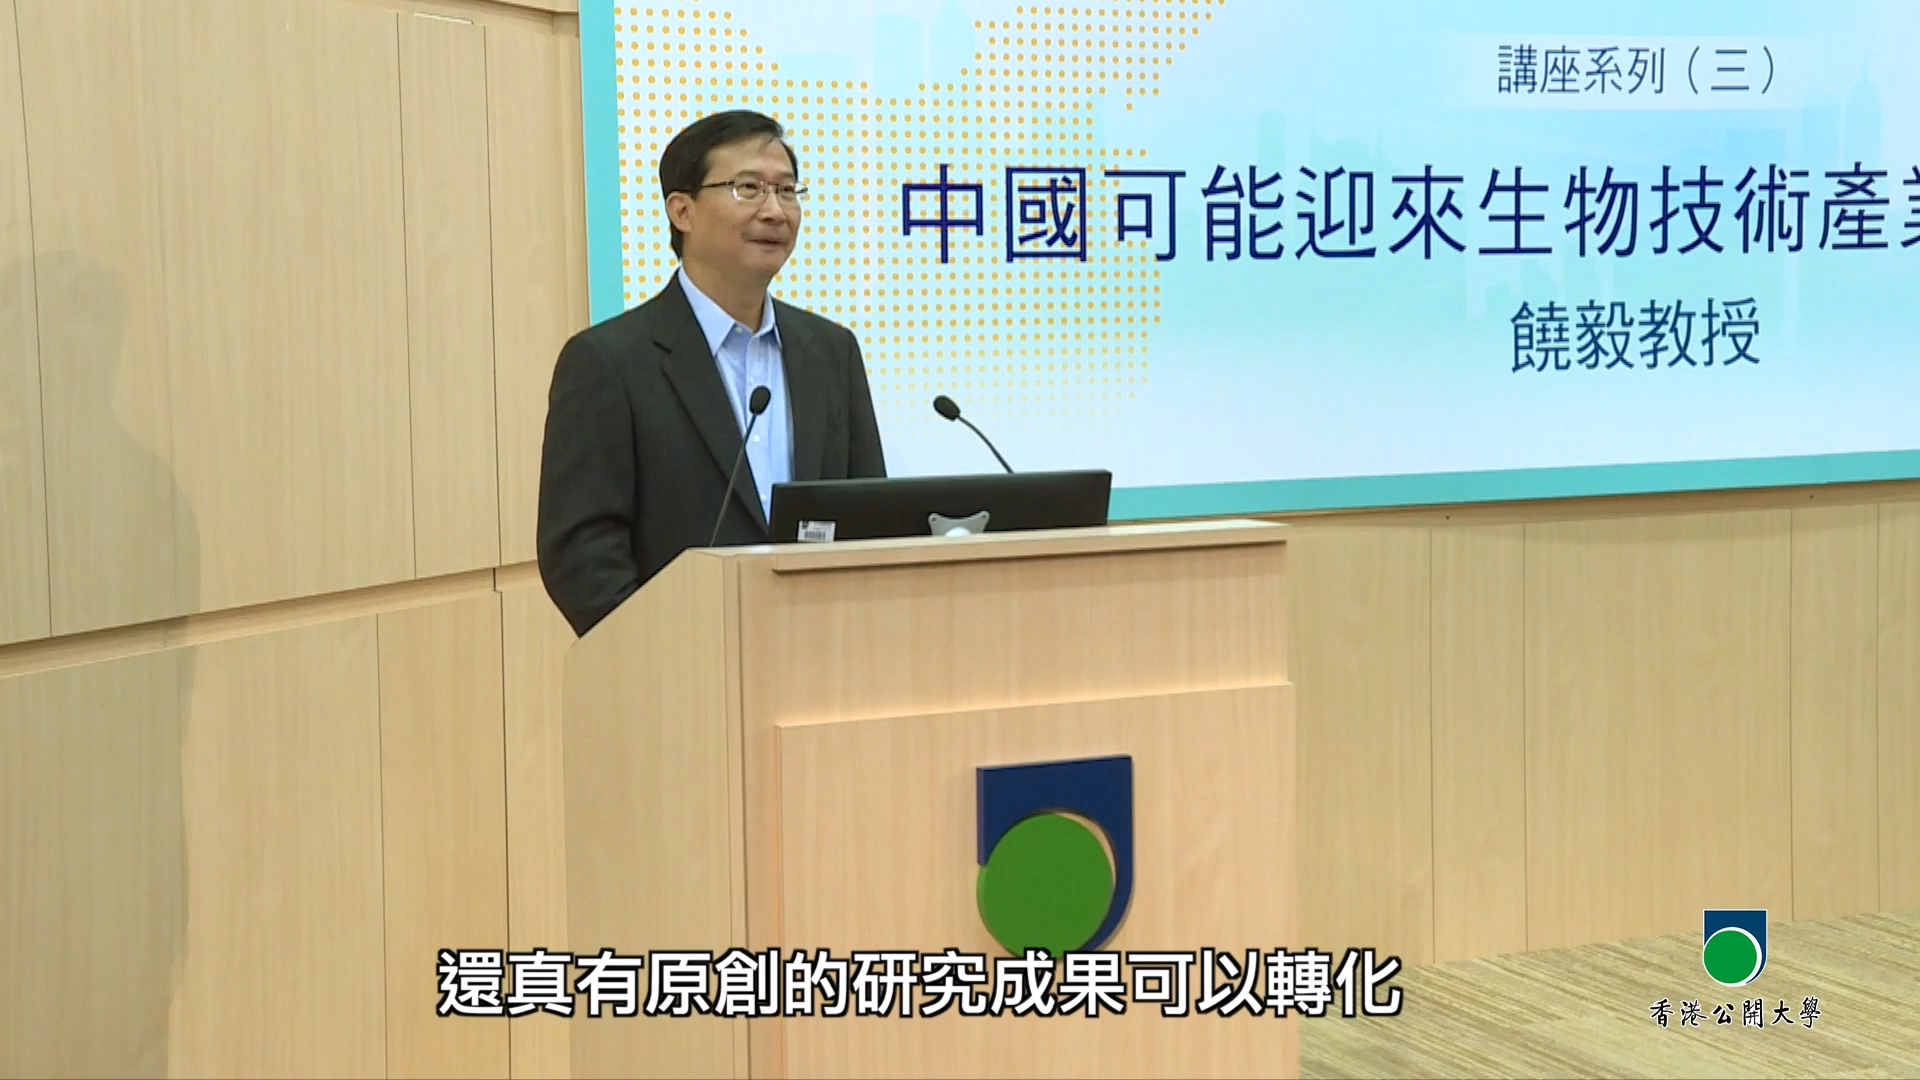 講座系列（三）
中國可能迎來生物技術產業
饒毅教授
還真有原創的研究成果可以轉化
香港公開大學